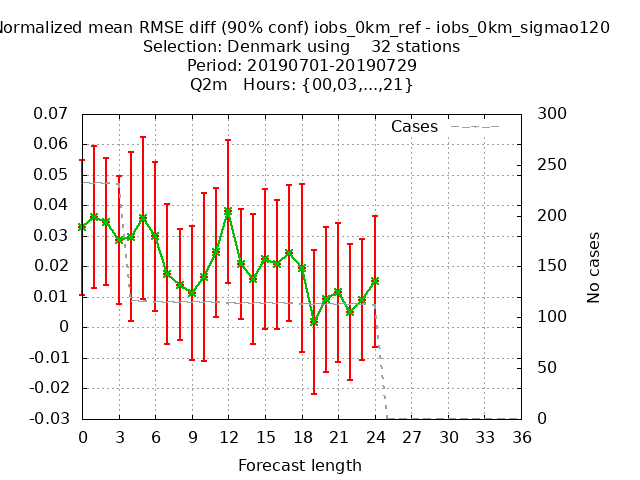 Normalized mean RMSE diff (90% conf) iobs_0km_ref - iobs_0km_sigmao120
Selection: Denmark using    32 stations
Period: 20190701-20190729
Q2m   Hours: {00,03,...,21}
0.07
0.06
0.05
0.04
0.03
0.02
0.01
0
-0.01
-0.02
-0.03
Cases
300
250
200
150
100
50
0
No cases
0 3 6 9 12 15 18 21 24 27 30 33 36
Forecast length